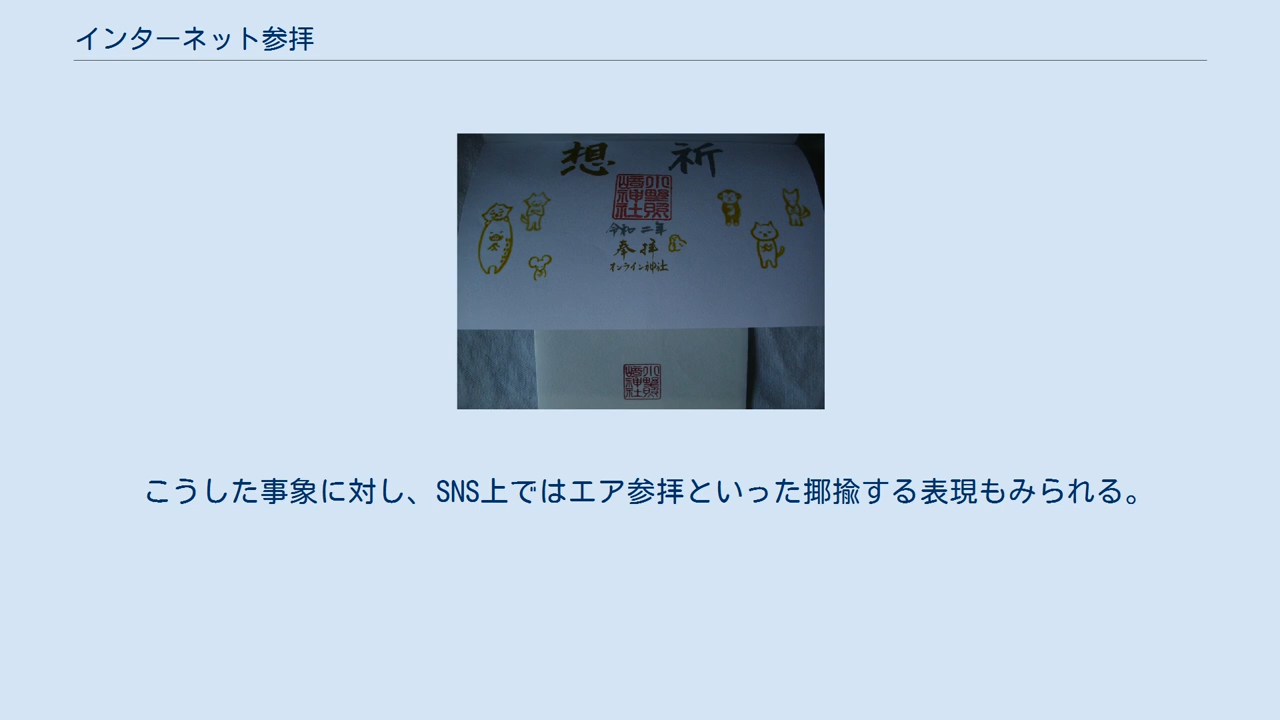 インターネット参拝
想 祈
令和二年
奉拝
オンライン神社
こうした事象に対し、SNS上ではエア参拝といった揶揄する表現もみられる。